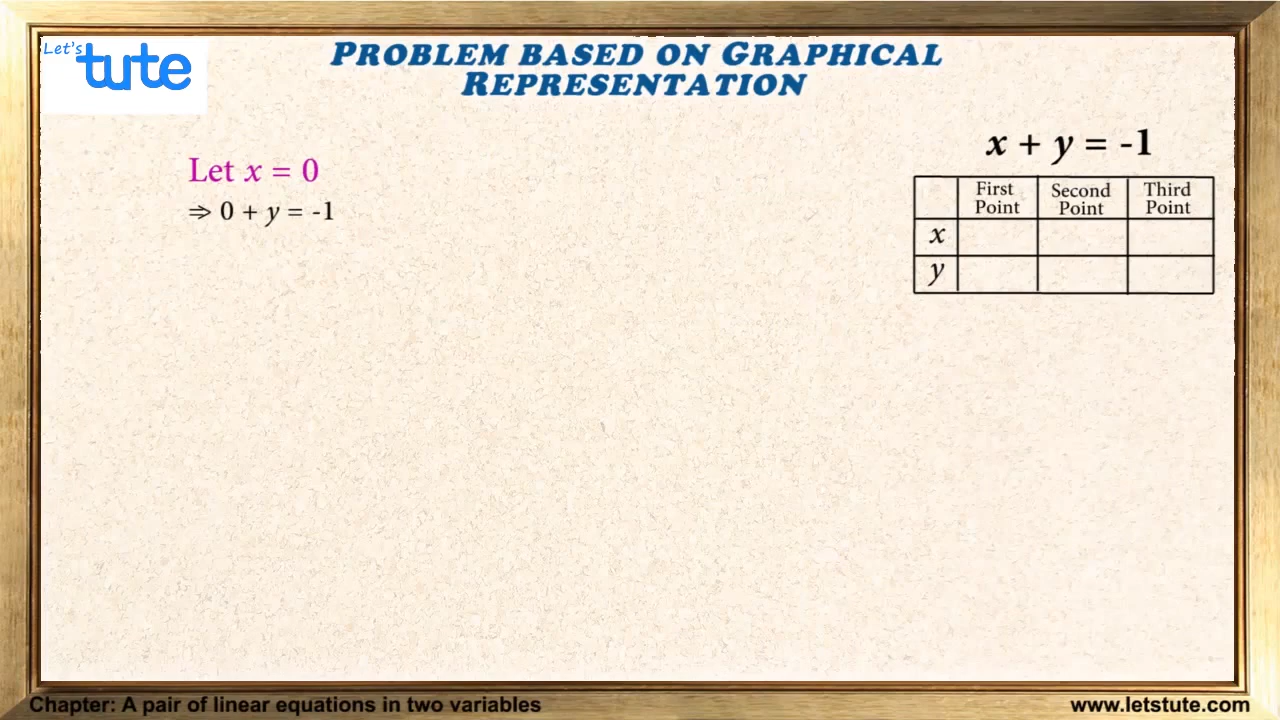 Let's
tute
PROBLEM BASED ON GRAPHICAL
REPRESENTATION
Let x = 0
⇒ 0 + y = -1
x + y = -1
First Point Second Point Third Point
x
y
Chapter: A pair of linear equations in two variables
www.letstute.com